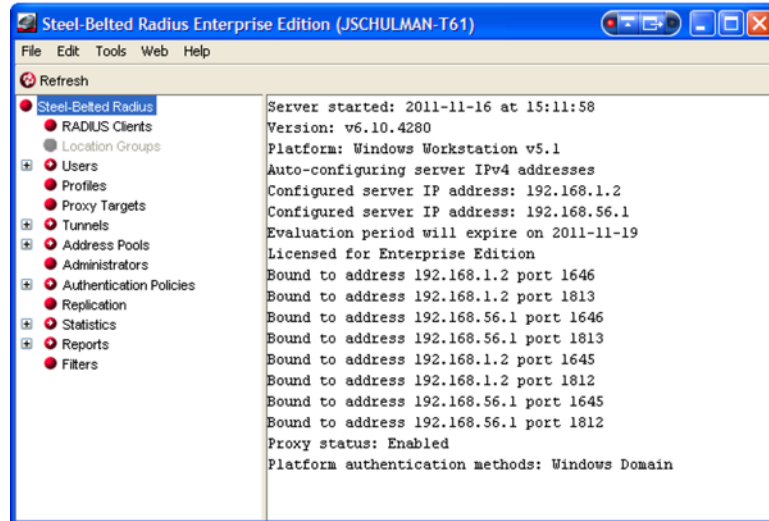 Steel-Belted Radius Enterprise Edition (JSCHULMAN-T61)
File Edit Tools Web Help
Refresh
Steel-Belted Radius
RADIUS Clients
Location Groups
Users
Profiles
Proxy Targets
Tunnels
Address Pools
Administrators
Authentication Policies
Replication
Statistics
Reports
Filters
Server started: 2011-11-16 at 15:11:58
Version: v6.10.4280
Platform: Windows Workstation v5.1
Auto-configuring server IPv4 addresses
Configured server IP address: 192.168.1.2
Configured server IP address: 192.168.56.1
Evaluation period will expire on 2011-11-19
Licensed for Enterprise Edition
Bound to address 192.168.1.2 port 1646
Bound to address 192.168.1.2 port 1813
Bound to address 192.168.56.1 port 1646
Bound to address 192.168.56.1 port 1813
Bound to address 192.168.1.2 port 1645
Bound to address 192.168.1.2 port 1812
Bound to address 192.168.56.1 port 1645
Bound to address 192.168.56.1 port 1812
Proxy status: Enabled
Platform authentication methods: Windows Domain